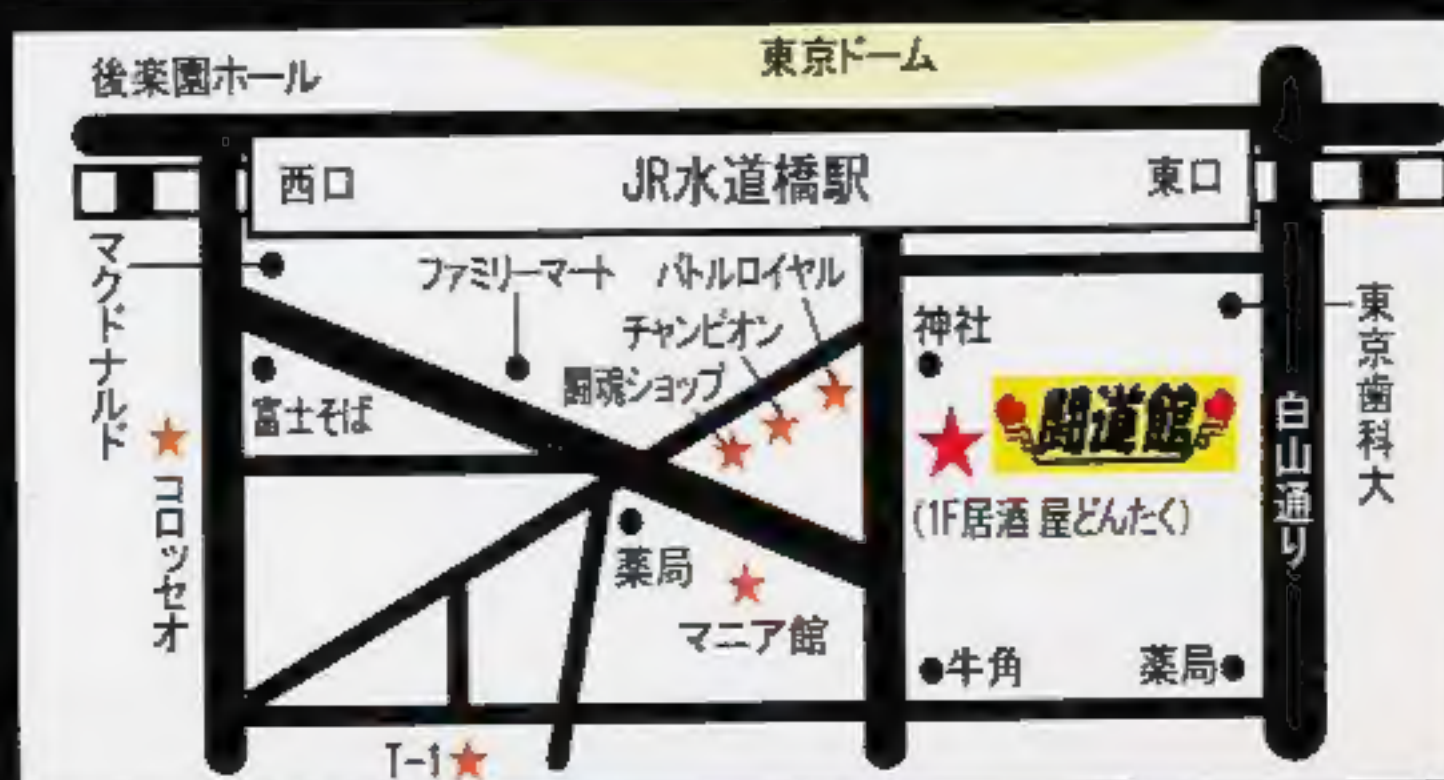 東京ドーム
後楽園ホール
西口
JR水道橋駅
東口
マクドナルド
ファミリーマート
バトルロイヤル
チャンピオン
闘魂ショップ
神社
東京歯科大
富士そば
闘道館
白山通り
コロッセオ
(1F居酒屋どんたく)
薬局
マニア館
牛角
薬局
T-1